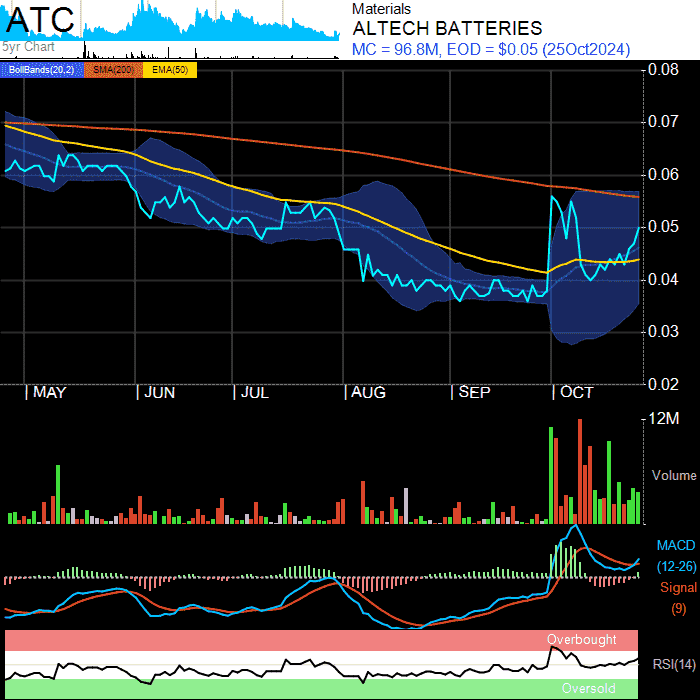 ATC
5yr Chart
Materials
ALTECH BATTERIES
MC = 96.8M, EOD = $0.05 (25Oct2024)
BollBands(20,2) SMA(200) EMA(50)
0.08
0.07
0.06
0.05
0.04
0.03
0.02
MAY JUN JUL AUG SEP OCT
12M
Volume
MACD
(12-26)
Signal
(9)
Overbought
RSI(14)
Oversold